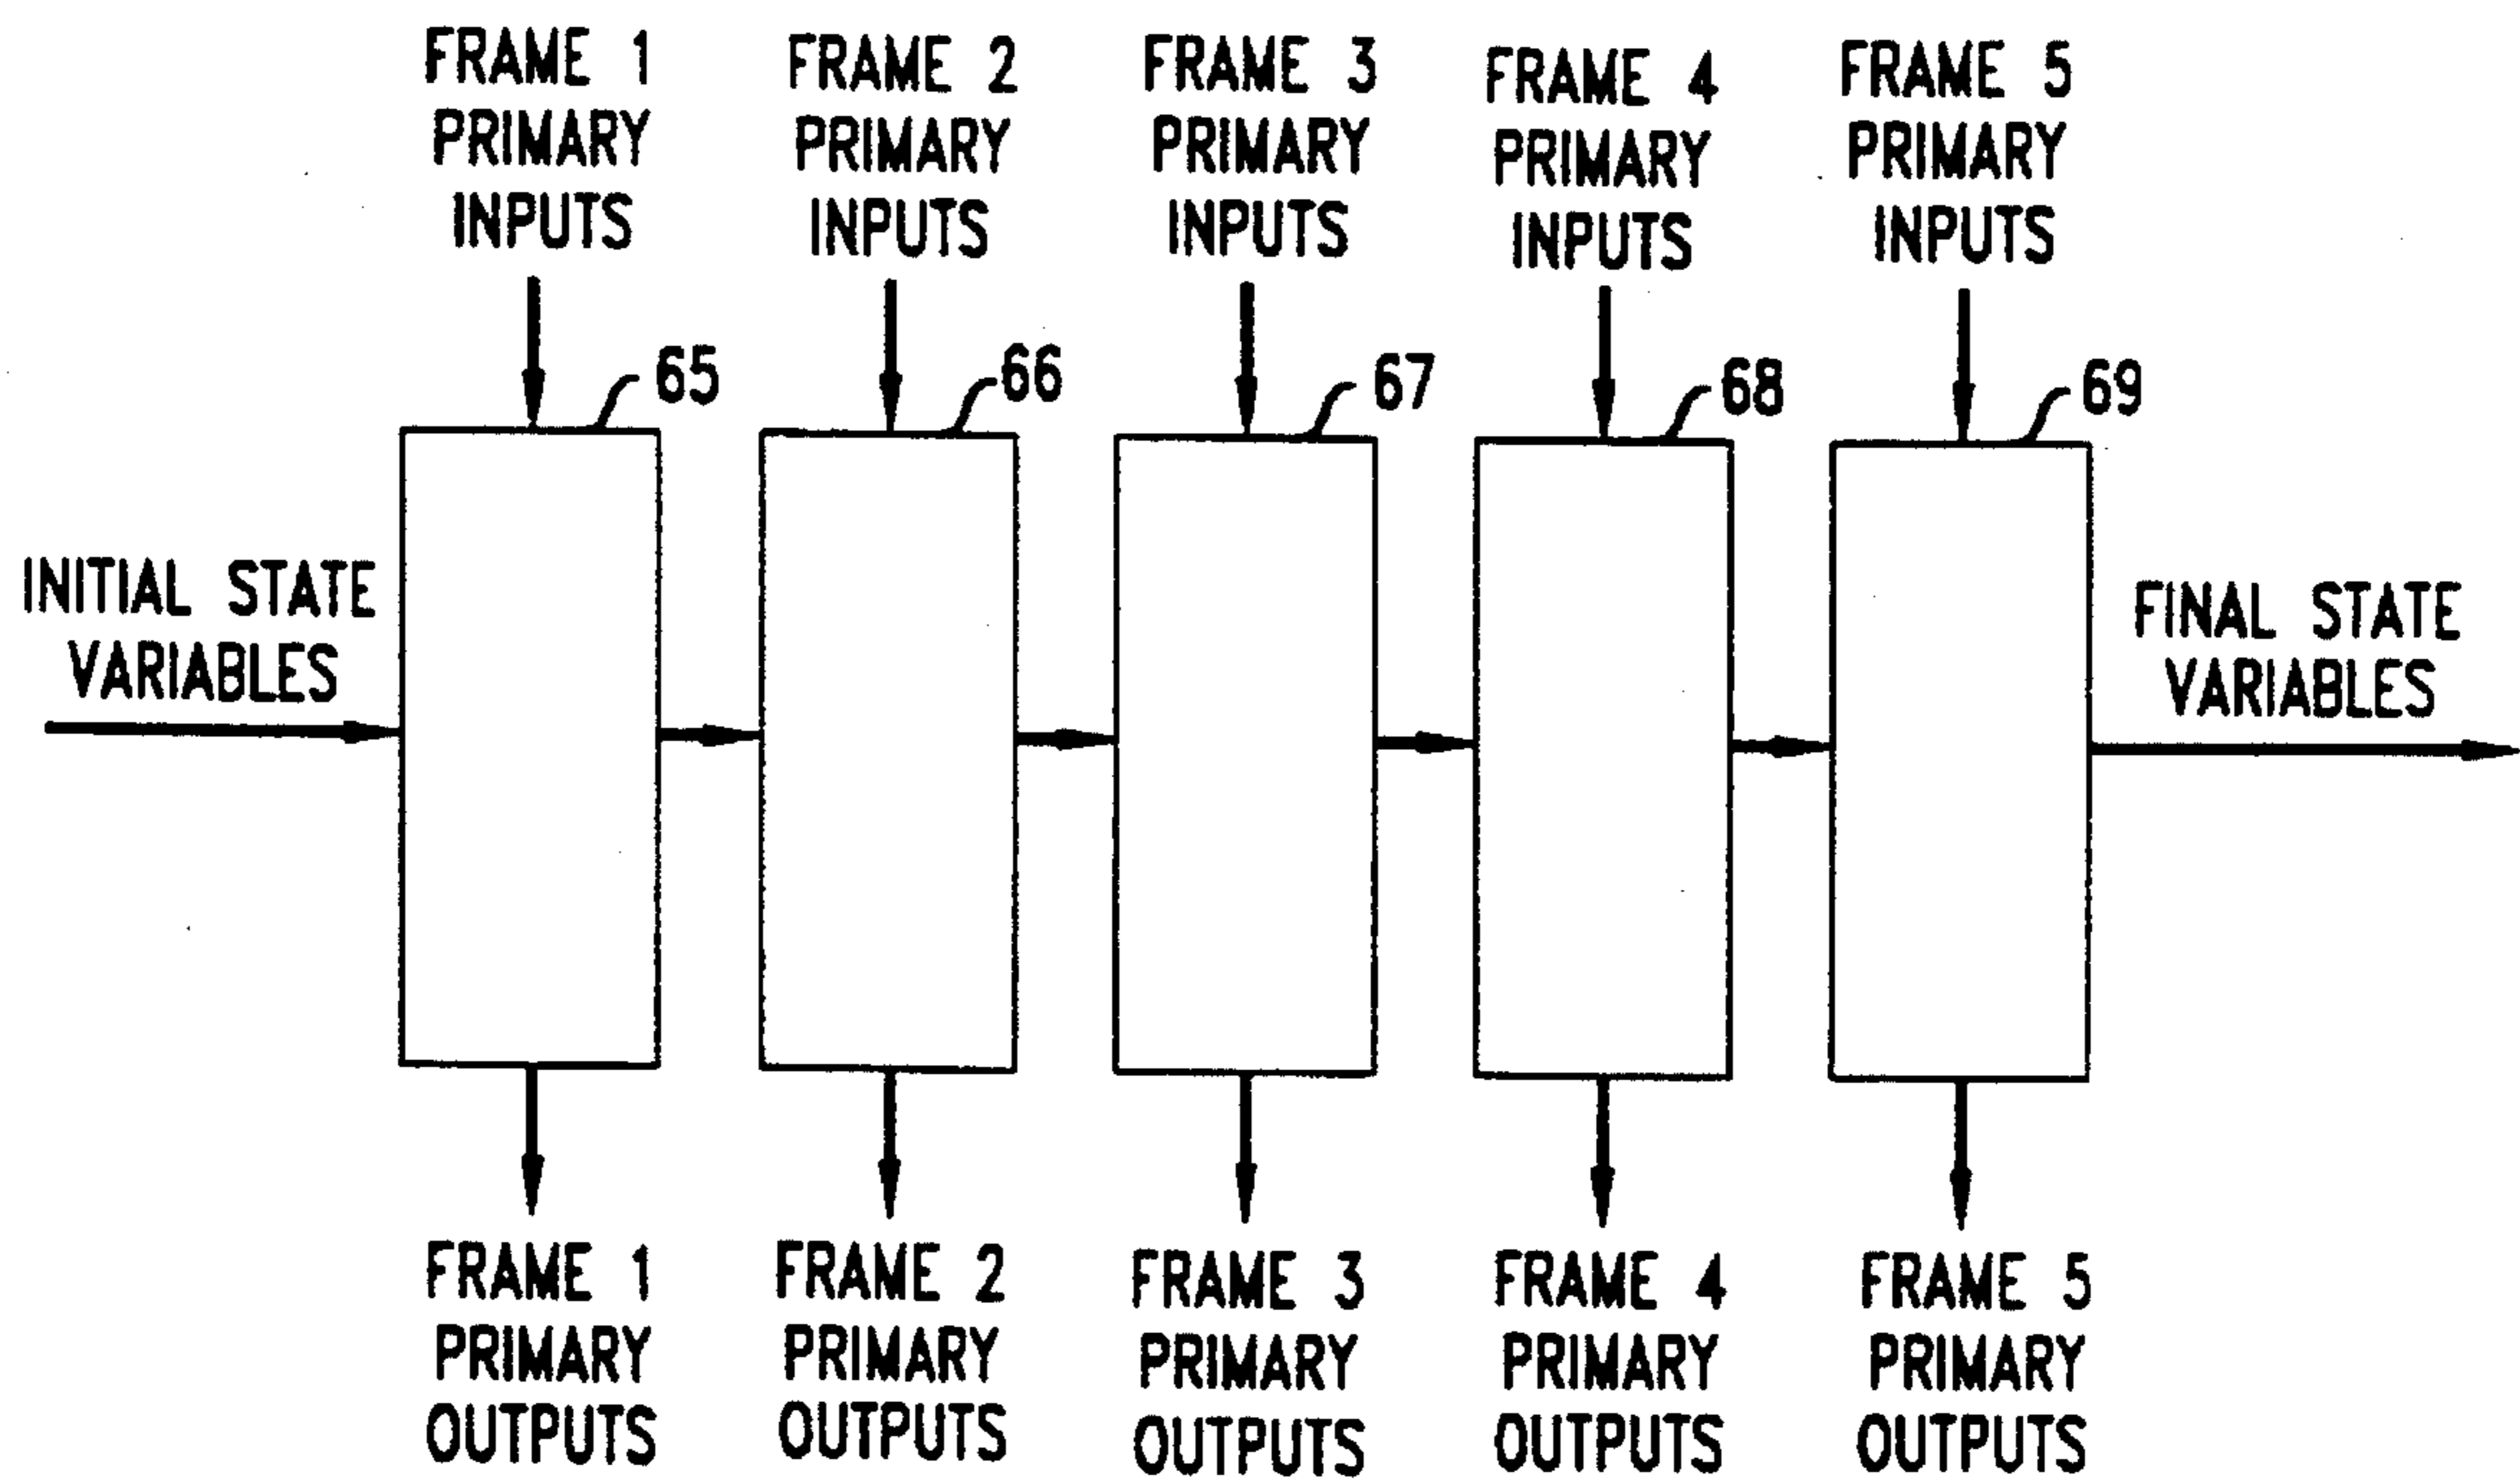 FRAME 1
PRIMARY
INPUTS
FRAME 2
PRIMARY
INPUTS
FRAME 3
PRIMARY
INPUTS
FRAME 4
PRIMARY
INPUTS
FRAME 5
PRIMARY
INPUTS
65
66
67
68
69
INITIAL STATE
VARIABLES
FINAL STATE
VARIABLES
FRAME 1
PRIMARY
OUTPUTS
FRAME 2
PRIMARY
OUTPUTS
FRAME 3
PRIMARY
OUTPUTS
FRAME 4
PRIMARY
OUTPUTS
FRAME 5
PRIMARY
OUTPUTS